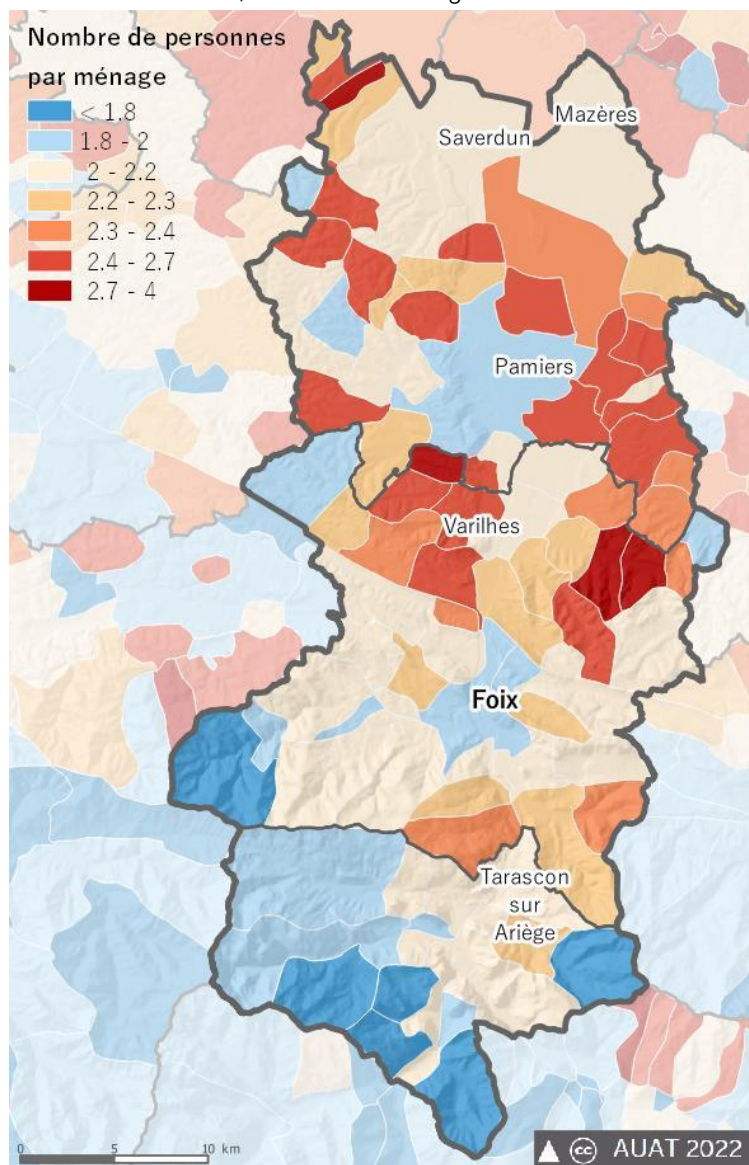 Nombre de personnes
par ménage
< 1.8
1.8 - 2
2 - 2.2
2.2 - 2.3
2.3 - 2.4
2.4 - 2.7
2.7 - 4
Mazères
Saverdun
Pamiers
Varilhes
Foix
Tarascon
sur
Ariège
0 5 10 km
cc AUAT 2022